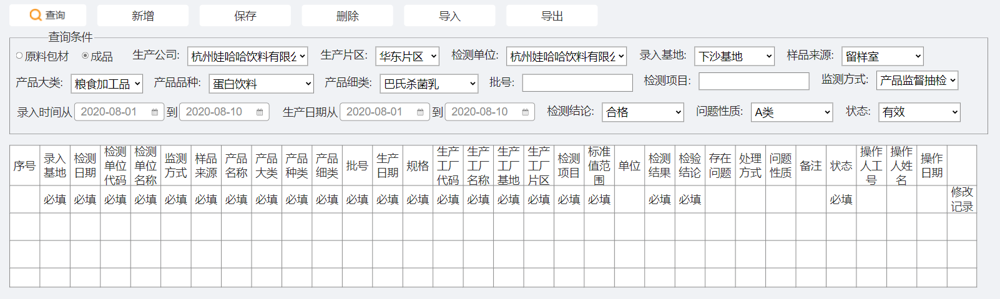 查询 新增 保存 删除 导入 导出
查询条件
原料包材 成品 生产公司: 杭州娃哈哈饮料有限公 生产片区: 华东片区 检测单位: 杭州娃哈哈饮料有限公 录入基地: 下沙基地 样品来源: 留样室
产品大类: 粮食加工品 产品品种: 蛋白饮料 产品细类: 巴氏杀菌乳 批号: 检测项目: 监测方式: 产品监督抽检
录入时间从 2020-08-01 到 2020-08-10 生产日期从 2020-08-01 到 2020-08-10 检测结论: 合格 问题性质: A类 状态: 有效
序号 录入基地 检测日期 检测单位代码 检测单位名称 监测方式 样品来源 产品名称 产品大类 产品种类 产品细类 批号 生产日期 规格 生产工厂代码 生产工厂名称 生产工厂基地 生产工厂片区 检测项目 标准值范围 单位 检测结果 检验结论 存在问题 处理方式 问题性质 备注 状态 操作人工号 操作人姓名 操作日期
必填 必填 必填 必填 必填 必填 必填 必填 必填 必填 必填 必填 必填 必填 必填 必填 必填 必填 必填 必填 必填 必填 修改记录